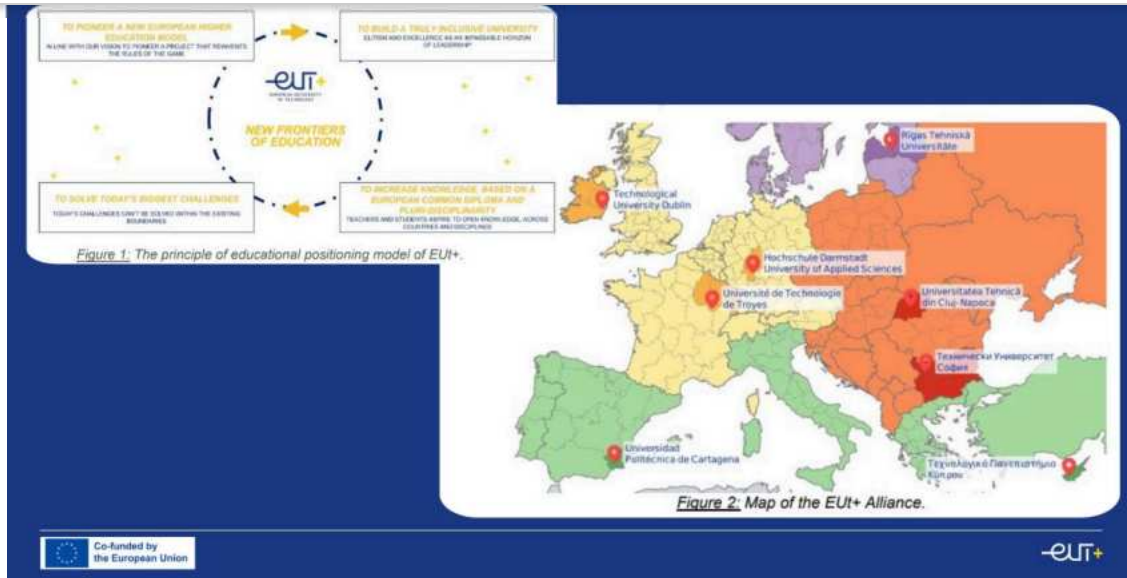 TO PIONEER A NEW EUROPEAN HIGHER
EDUCATION MODEL
IN LINE WITH OUR VISION TO PIONEER A PROJECT THAT REINVENTS
THE RULES OF THE GAME
TO BUILD A TRULY INCLUSIVE UNIVERSITY
ELITISM AND EXCELLENCE AS AN IMPASSABLE HORIZON
OF LEADERSHIP
EUT+
EUROPEAN UNIVERSITY
OF TECHNOLOGY
NEW FRONTIERS
OF EDUCATION
TO SOLVE TODAY'S BIGGEST CHALLENGES
TODAY'S CHALLENGES CAN'T BE SOLVED WITHIN THE EXISTING
BOUNDARIES
TO INCREASE KNOWLEDGE, BASED ON A
EUROPEAN COMMON DIPLOMA AND
PLURI-DISCIPLINARITY
TEACHERS AND STUDENTS ASPIRE TO OPEN KNOWLEDGE, ACROSS
COUNTRIES AND DISCIPLINES
Figure 1: The principle of educational positioning model of EUt+.
Rīgas Tehniskā
Universitāte
Technological
University Dublin
Hochschule Darmstadt
University of Applied Sciences
Université de Technologie
de Troyes
Universitatea Tehnică
din Cluj-Napoca
Технически Университет
София
Universidad
Politécnica de Cartagena
Τεχνολογικό Πανεπιστήμιο
Κύπρου
Figure 2: Map of the EUt+ Alliance.
Co-funded by
the European Union
EUT+